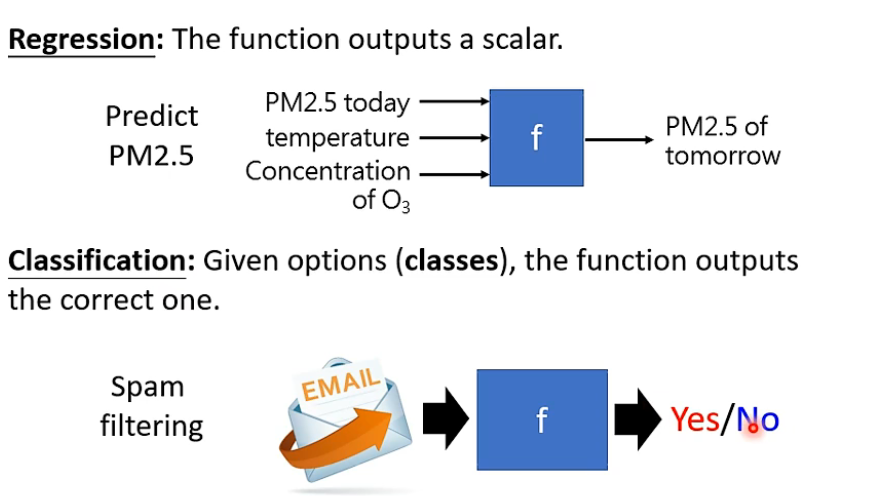 Regression: The function outputs a scalar.
Predict
PM2.5
PM2.5 today
temperature
Concentration
of O₃
f
PM2.5 of
tomorrow
Classification: Given options (classes), the function outputs
the correct one.
Spam
filtering
EMAIL
f
Yes/No